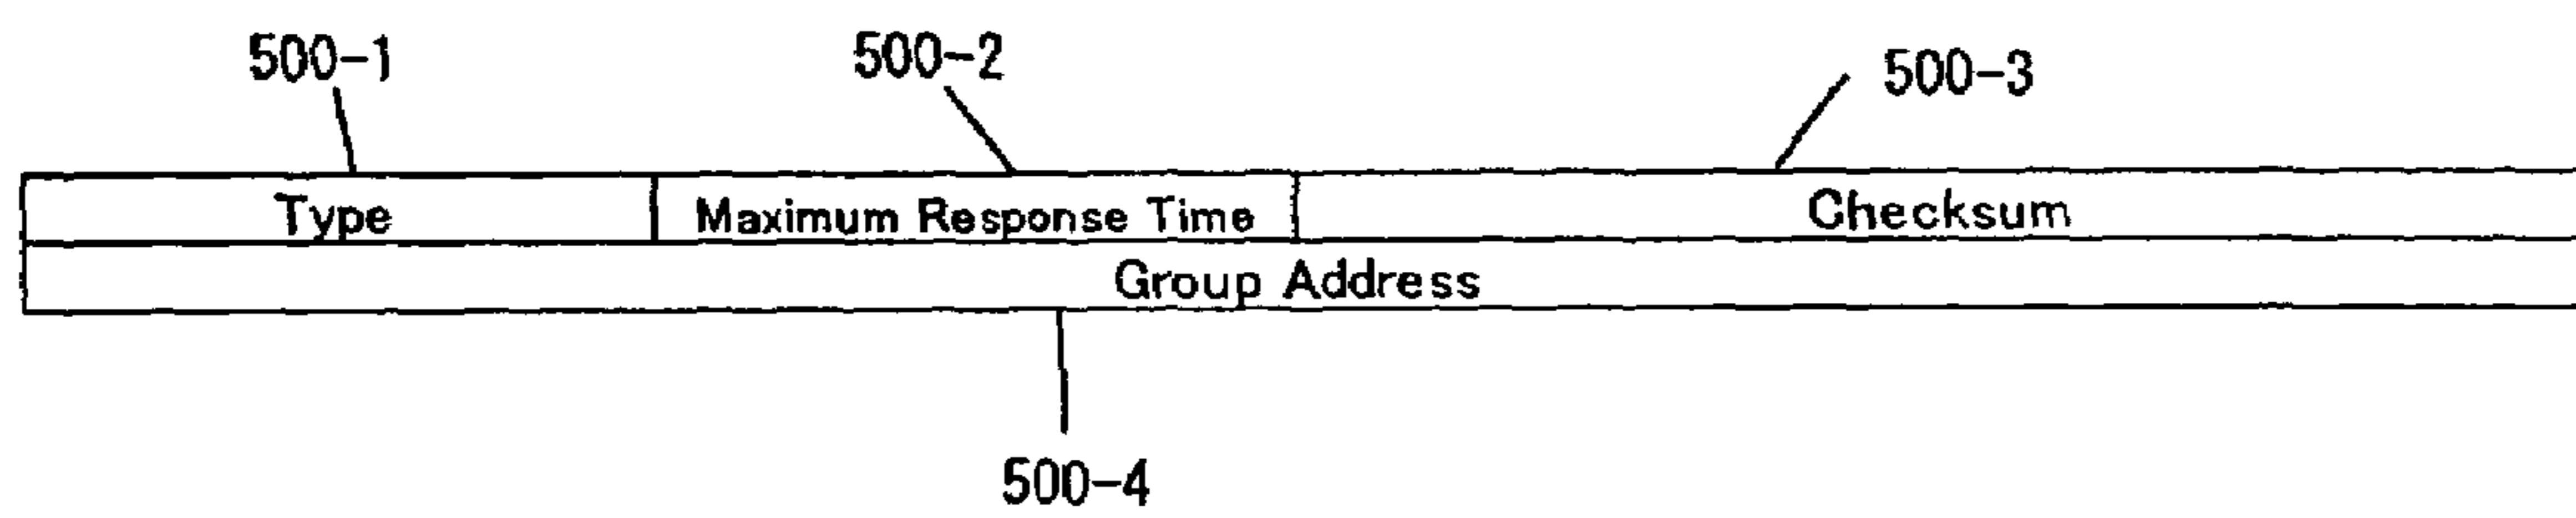 500-1 500-2 500-3
Type Maximum Response Time Checksum
Group Address
500-4